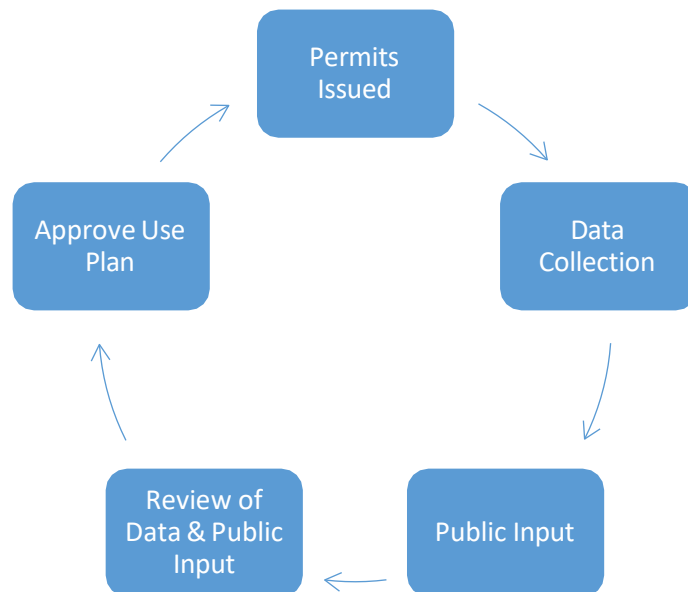 Permits
Issued
Data
Collection
Public Input
Review of
Data & Public
Input
Approve Use
Plan